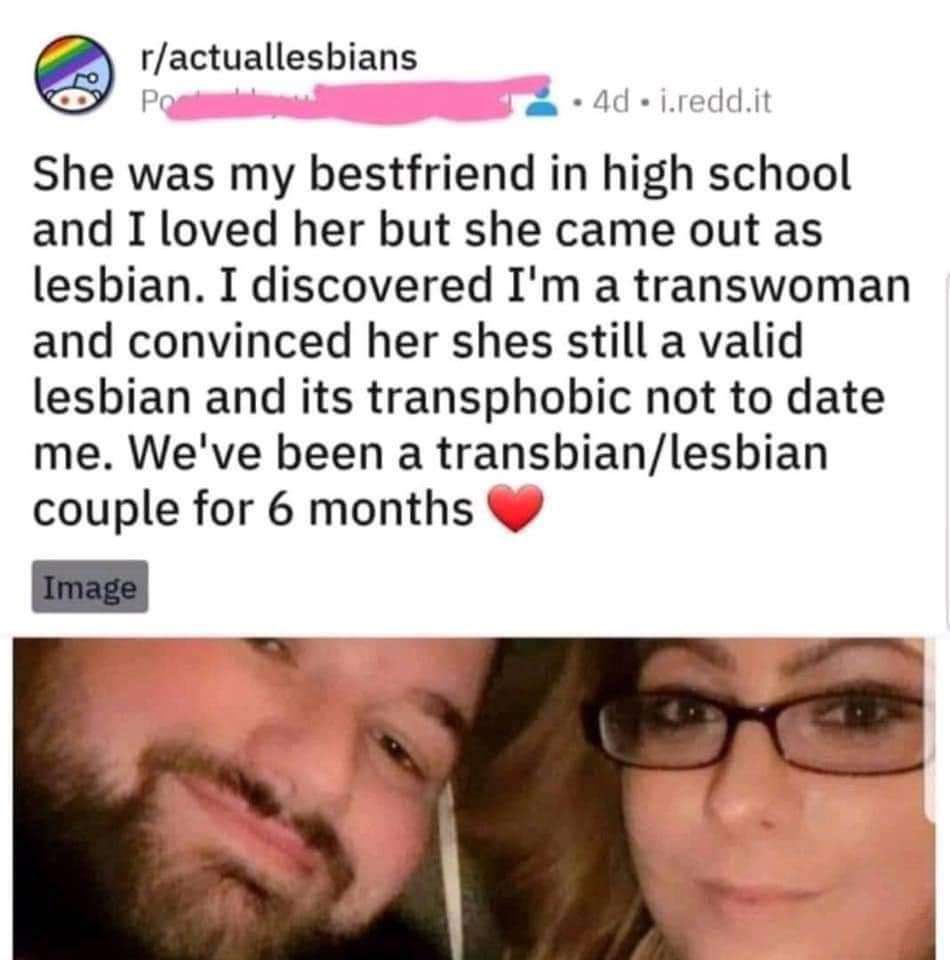 r/actuallesbians
• 4d • i.redd.it
She was my bestfriend in high school
and I loved her but she came out as
lesbian. I discovered I'm a transwoman
and convinced her shes still a valid
lesbian and its transphobic not to date
me. We've been a transbian/lesbian
couple for 6 months ❤️
Image